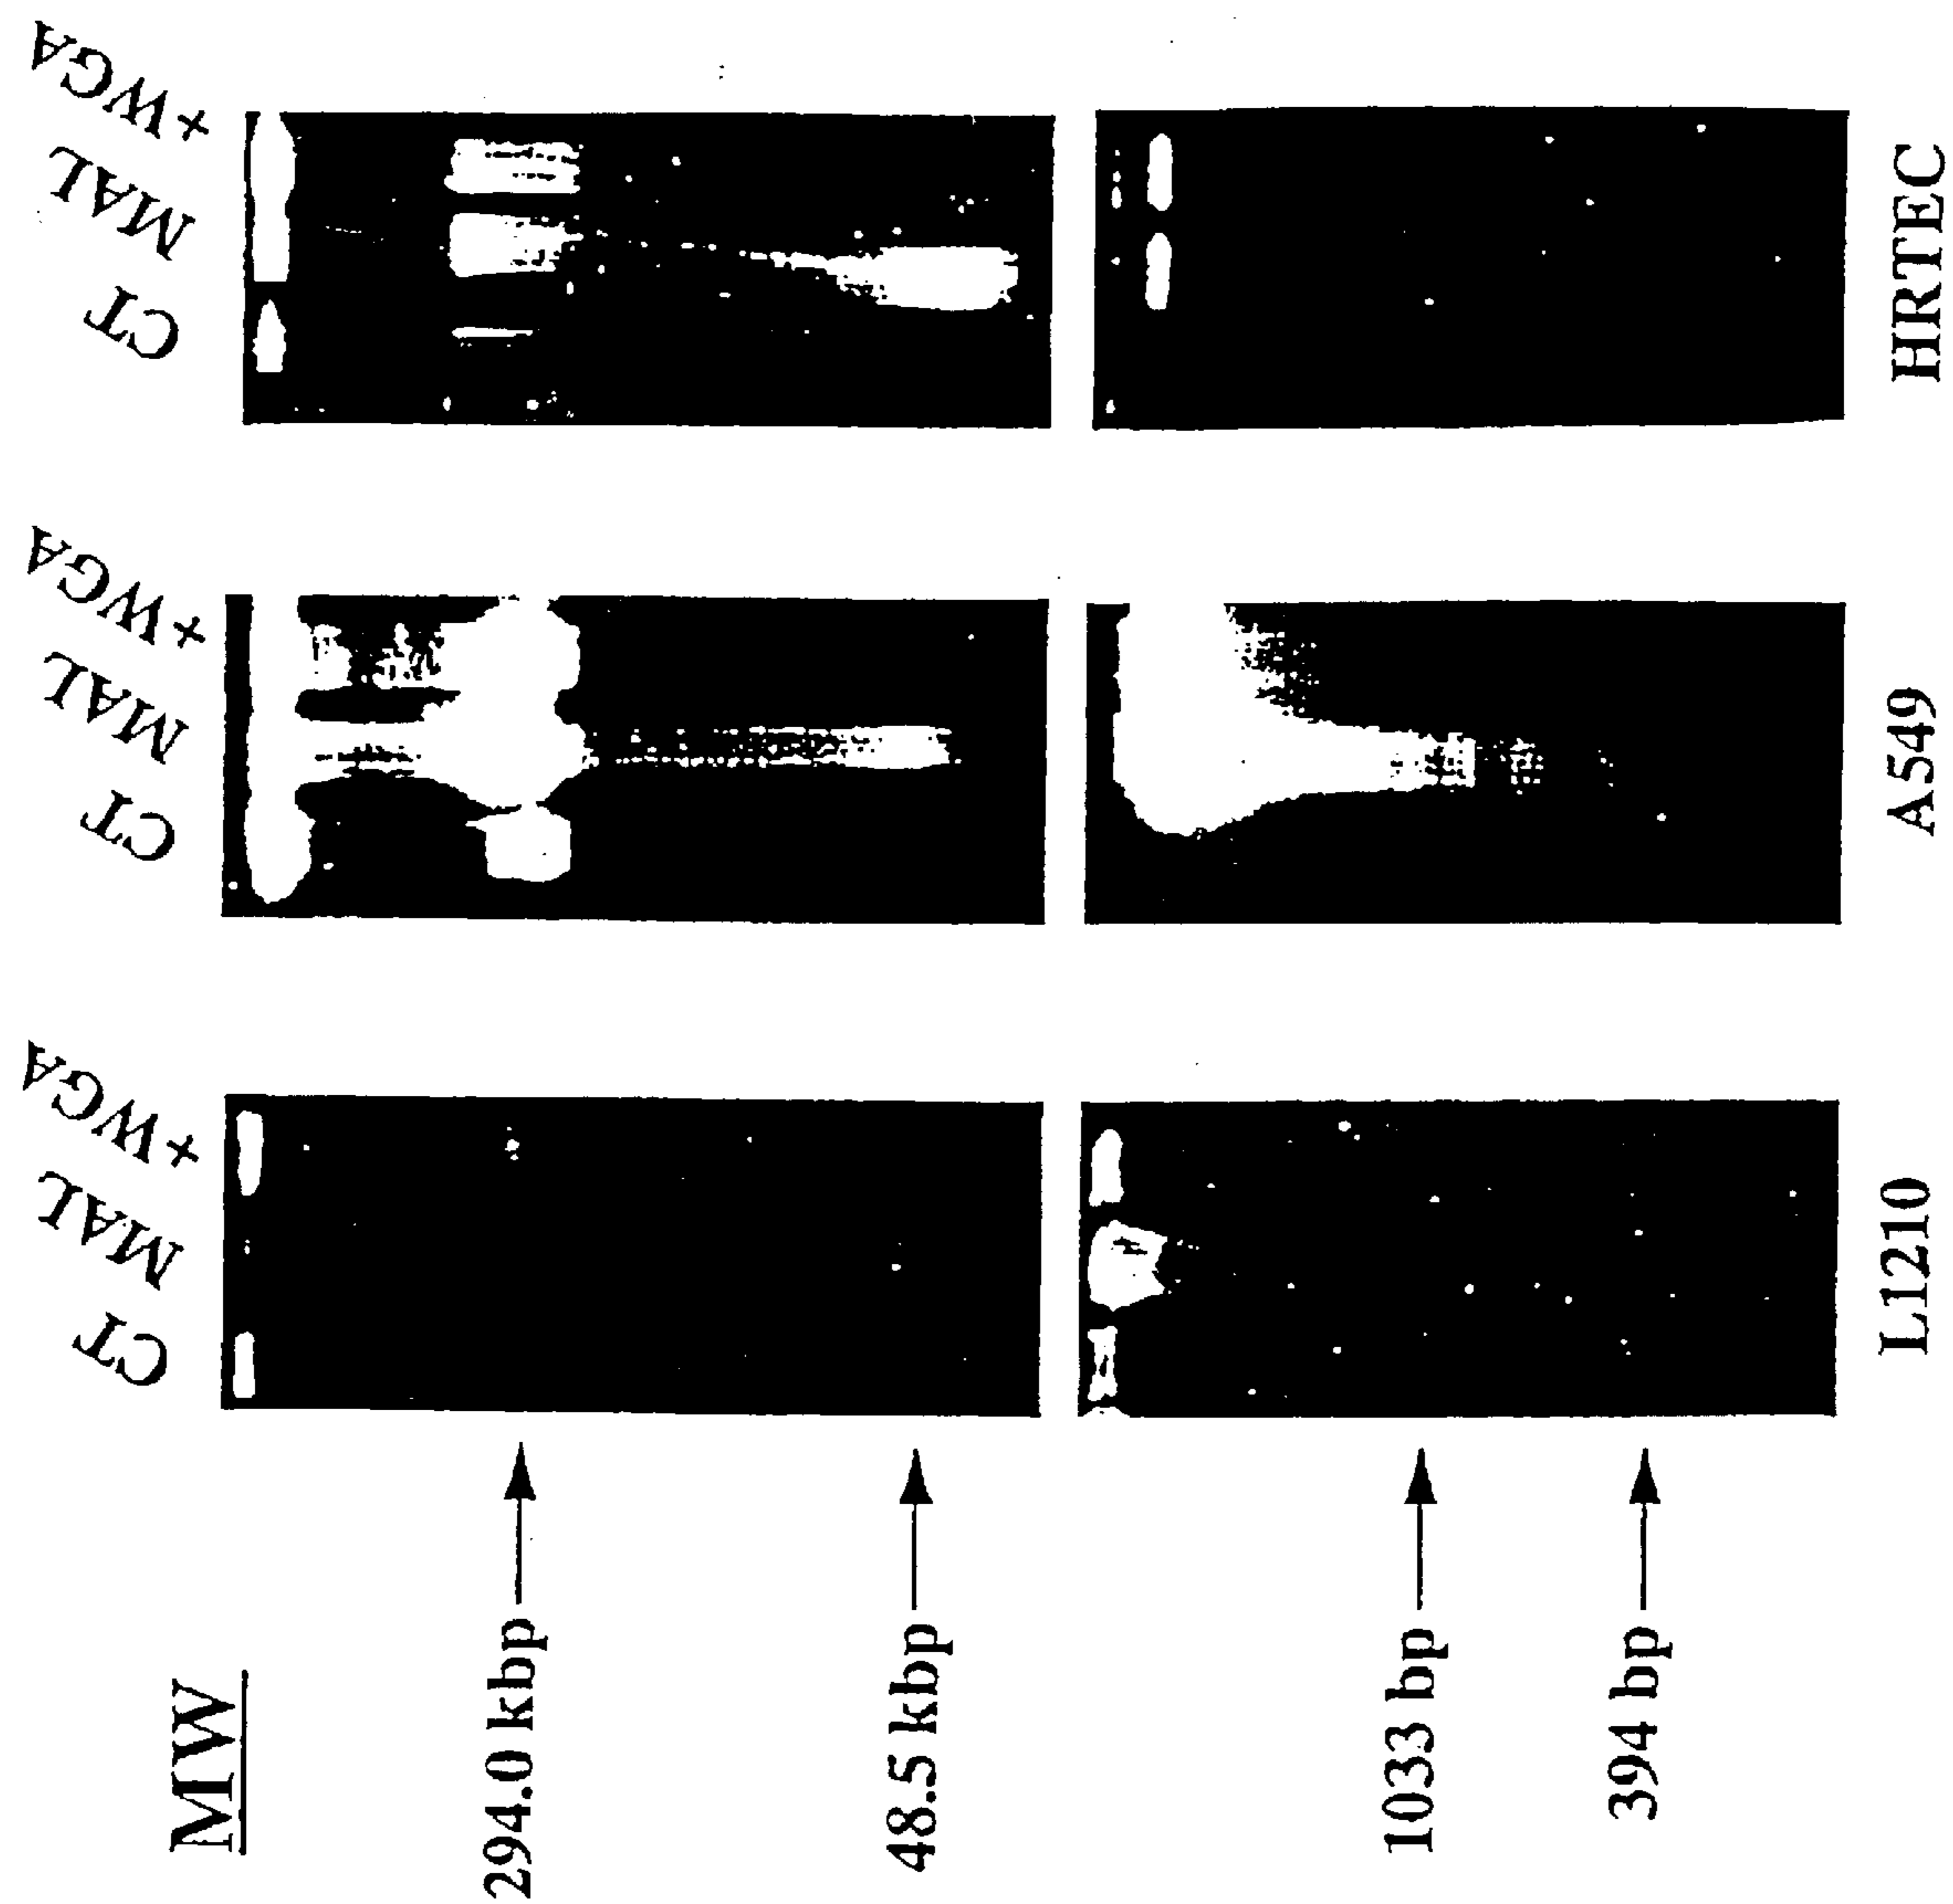 CT MAL +WGA CT MAL +WGA CT MAL +WGA
MW
294.0 kbp
48.5 kbp
1033 bp
394 bp
L1210 A549 HRTEC